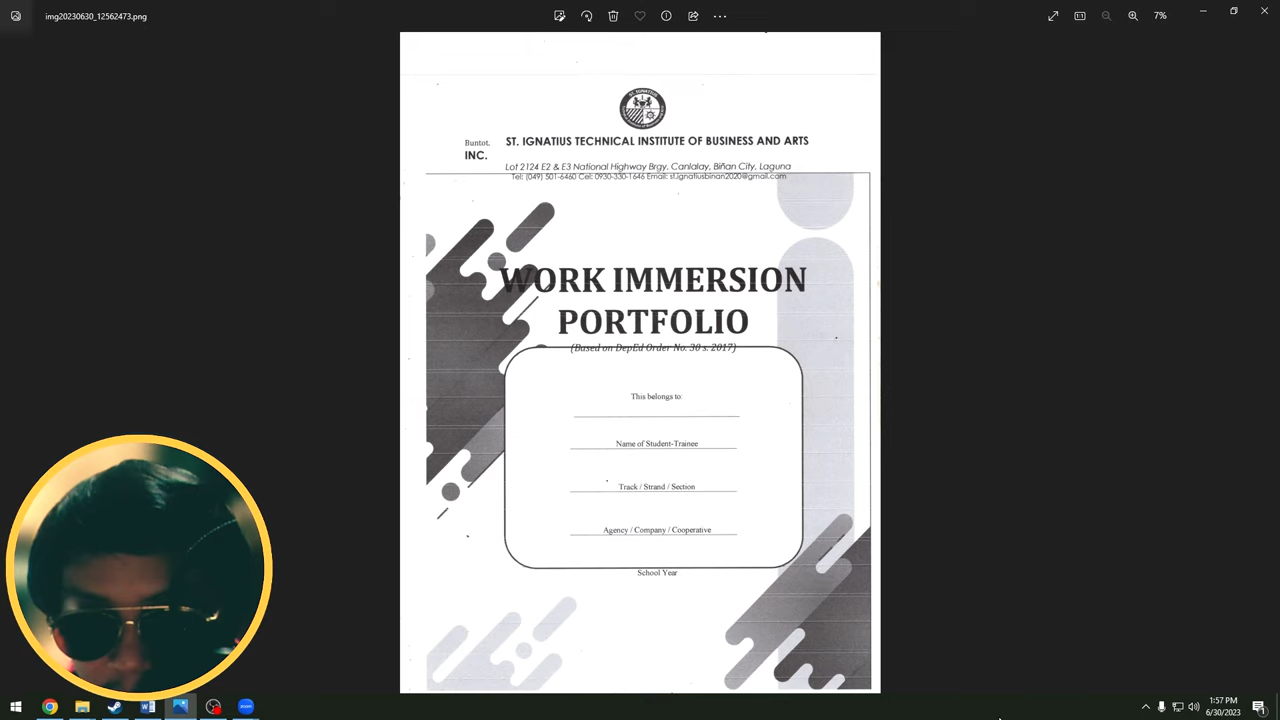 img20230630_12562473.png
7%
ST. IGNATIUS
Buntot.
ST. IGNATIUS TECHNICAL INSTITUTE OF BUSINESS AND ARTS
INC.
Lot 2124 E2 & E3 National Highway Brgy. Canlalay, Biñan City, Laguna
Tel: (049) 501-6460 Cel: 0930-330-1646 Email: st.ignatiusbinan2020@gmail.com
WORK IMMERSION
PORTFOLIO
(Based on DepEd Order No. 30 s. 2017)
This belongs to:
Name of Student-Trainee
Track / Strand / Section
Agency / Company / Cooperative
School Year
zoom
1:57 PM
6/30/2023